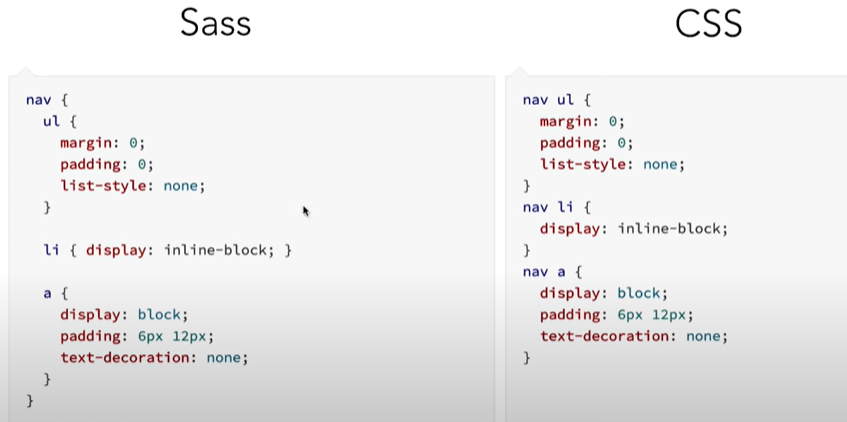 Sass
nav {
  ul {
    margin: 0;
    padding: 0;
    list-style: none;
  }

  li { display: inline-block; }

  a {
    display: block;
    padding: 6px 12px;
    text-decoration: none;
  }
}
CSS
nav ul {
  margin: 0;
  padding: 0;
  list-style: none;
}
nav li {
  display: inline-block;
}
nav a {
  display: block;
  padding: 6px 12px;
  text-decoration: none;
}